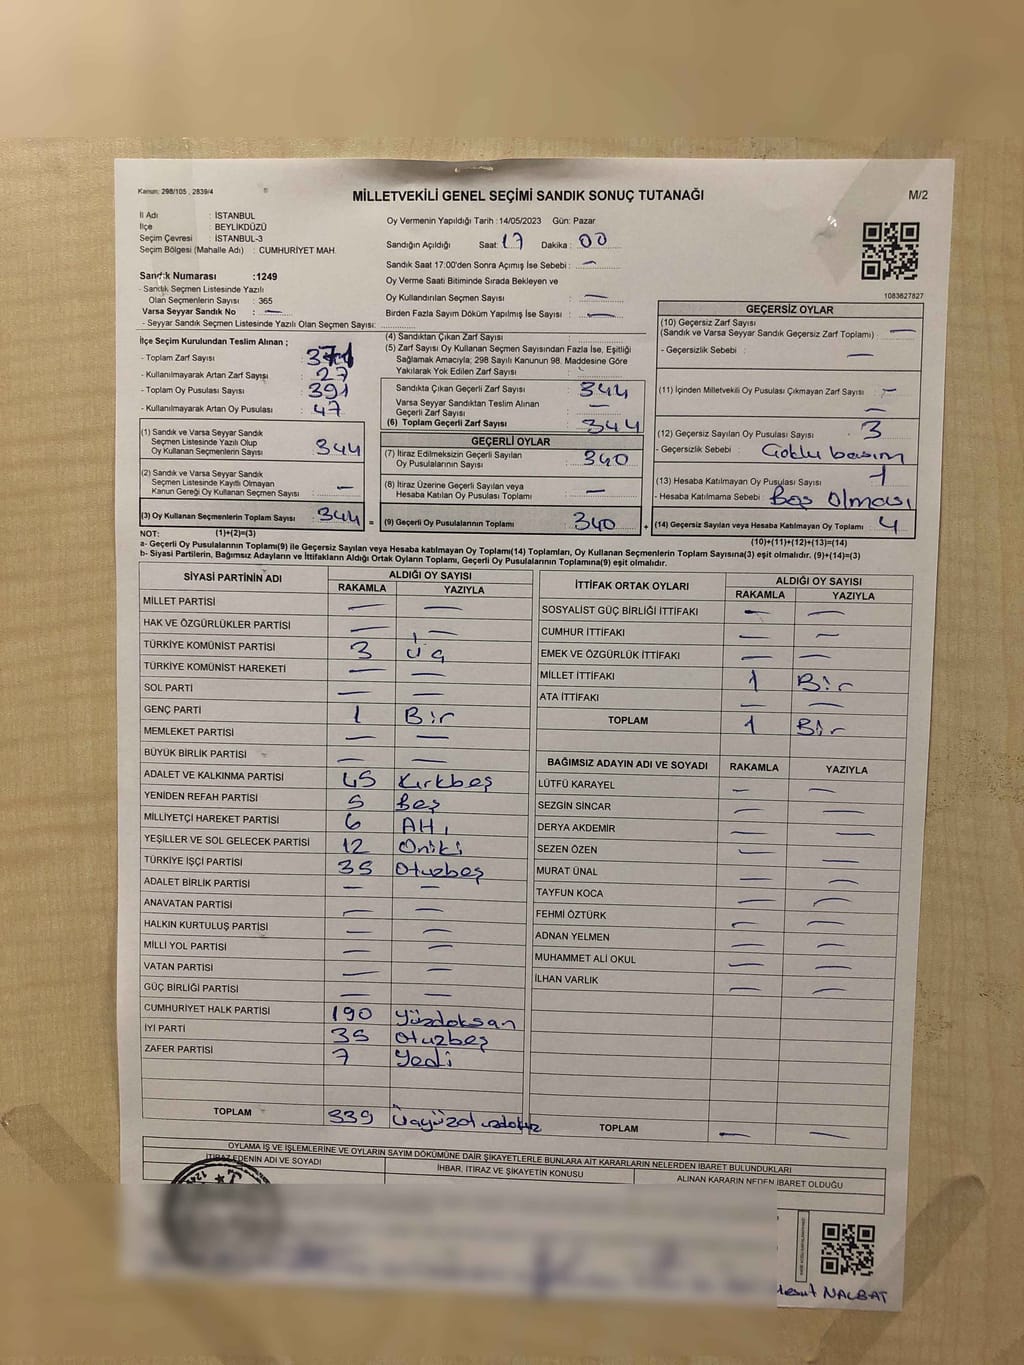 Kanun: 298/105 , 2839/4
MİLLETVEKİLİ GENEL SEÇİMİ SANDIK SONUÇ TUTANAĞI
M/2
İl Adı : İSTANBUL
İlçe : BEYLİKDÜZÜ
Seçim Çevresi : İSTANBUL-3
Seçim Bölgesi (Mahalle Adı) : CUMHURİYET MAH.
Sandık Numarası :1249
- Sandık Seçmen Listesinde Yazılı
Olan Seçmenlerin Sayısı : 365
Varsa Seyyar Sandık No : —
- Seyyar Sandık Seçmen Listesinde Yazılı Olan Seçmen Sayısı:
Oy Vermenin Yapıldığı Tarih :14/05/2023 Gün: Pazar
Sandığın Açıldığı Saat: 17 Dakika : 00
Sandık Saat 17:00'den Sonra Açımış İse Sebebi : —
Oy Verme Saati Bitiminde Sırada Bekleyen ve
Oy Kullandırılan Seçmen Sayısı : —
Birden Fazla Sayım Döküm Yapılmış İse Sayısı : —
1083827827
İlçe Seçim Kurulundan Teslim Alınan ;
- Toplam Zarf Sayısı :
- Kullanılmayarak Artan Zarf Sayısı : 27
- Toplam Oy Pusulası Sayısı : 391
- Kullanılmayarak Artan Oy Pusulası : 47
(1) Sandık ve Varsa Seyyar Sandık
Seçmen Listesinde Yazılı Olup
Oy Kullanan Seçmenlerin Sayısı : 344
(2) Sandık ve Varsa Seyyar Sandık
Seçmen Listesinde Kayıtlı Olmayan
Kanun Gereği Oy Kullanan Seçmen Sayısı : —
(3) Oy Kullanan Seçmenlerin Toplam Sayısı : 344 =
(4) Sandıktan Çıkan Zarf Sayısı :
(5) Zarf Sayısı Oy Kullanan Seçmen Sayısından Fazla İse, Eşitliği
Sağlamak Amacıyla; 298 Sayılı Kanunun 98. Maddesine Göre
Yakılarak Yok Edilen Zarf Sayısı :
Sandıkta Çıkan Geçerli Zarf Sayısı : 344
Varsa Seyyar Sandıktan Teslim Alınan
Geçerli Zarf Sayısı : —
(6) Toplam Geçerli Zarf Sayısı : 344
GEÇERLİ OYLAR
(7) İtiraz Edilmeksizin Geçerli Sayılan
Oy Pusulalarının Sayısı : 340
(8) İtiraz Üzerine Geçerli Sayılan veya
Hesaba Katılan Oy Pusulası Toplamı : —
(9) Geçerli Oy Pusulalarının Toplamı : 340 +
GEÇERSİZ OYLAR
(10) Geçersiz Zarf Sayısı
(Sandık ve Varsa Seyyar Sandık Geçersiz Zarf Toplamı) : —
- Geçersizlik Sebebi : —
(11) İçinden Milletvekili Oy Pusulası Çıkmayan Zarf Sayısı : —
—
(12) Geçersiz Sayılan Oy Pusulası Sayısı : 3
- Geçersizlik Sebebi : Çoklu basım
(13) Hesaba Katılmayan Oy Pusulası Sayısı : 1
- Hesaba Katılmama Sebebi : Boş Olması
(14) Geçersiz Sayılan veya Hesaba Katılmayan Oy Toplamı : 4
NOT: (1)+(2)=(3) (10)+(11)+(12)+(13)=(14)
a- Geçerli Oy Pusulalarının Toplamı(9) ile Geçersiz Sayılan veya Hesaba katılmayan Oy Toplam(14) Toplamları, Oy Kullanan Seçmenlerin Toplam Sayısına(3) eşit olmalıdır. (9)+(14)=(3)
b- Siyasi Partilerin, Bağımsız Adayların ve İttifakların Aldığı Ortak Oyların Toplamı, Geçerli Oy Pusulalarının Toplamına(9) eşit olmalıdır.
SİYASİ PARTİNİN ADI ALDIĞI OY SAYISI
RAKAMLA YAZIYLA
MİLLET PARTİSİ — —
HAK VE ÖZGÜRLÜKLER PARTİSİ — —
TÜRKİYE KOMÜNİST PARTİSİ 3 Üç
TÜRKİYE KOMÜNİST HAREKETİ — —
SOL PARTİ — —
GENÇ PARTİ 1 Bir
MEMLEKET PARTİSİ — —
BÜYÜK BİRLİK PARTİSİ — —
ADALET VE KALKINMA PARTİSİ 45 Kırkbeş
YENİDEN REFAH PARTİSİ 5 Beş
MİLLİYETÇİ HAREKET PARTİSİ 6 Altı
YEŞİLLER VE SOL GELECEK PARTİSİ 12 Oniki
TÜRKİYE İŞÇİ PARTİSİ 35 Otuzbeş
ADALET BİRLİK PARTİSİ — —
ANAVATAN PARTİSİ — —
HALKIN KURTULUŞ PARTİSİ — —
MİLLİ YOL PARTİSİ — —
VATAN PARTİSİ — —
GÜÇ BİRLİĞİ PARTİSİ — —
CUMHURİYET HALK PARTİSİ 190 Yüzdoksan
İYİ PARTİ 35 Otuzbeş
ZAFER PARTİSİ 7 Yedi
TOPLAM 339 Üçyüzotuzdokuz
İTTİFAK ORTAK OYLARI ALDIĞI OY SAYISI
RAKAMLA YAZIYLA
SOSYALİST GÜÇ BİRLİĞİ İTTİFAKI — —
CUMHUR İTTİFAKI — —
EMEK VE ÖZGÜRLÜK İTTİFAKI — —
MİLLET İTTİFAKI 1 Bir
ATA İTTİFAKI — —
TOPLAM 1 Bir
BAĞIMSIZ ADAYIN ADI VE SOYADI RAKAMLA YAZIYLA
LÜTFÜ KARAYEL — —
SEZGİN SİNCAR — —
DERYA AKDEMİR — —
SEZEN ÖZEN — —
MURAT ÜNAL — —
TAYFUN KOCA — —
FEHMİ ÖZTÜRK — —
ADNAN YELMEN — —
MUHAMMET ALİ OKUL — —
İLHAN VARLIK — —
TOPLAM — —
OYLAMA İŞ VE İŞLEMLERİNE VE OYLARIN SAYIM DÖKÜMÜNE DAİR ŞİKAYETLERLE BUNLARA AİT KARARLARIN NELERDEN İBARET BULUNDUKLARI
İTİRAZ EDENİN ADI VE SOYADI İHBAR, İTİRAZ VE ŞİKAYETİN KONUSU ALINAN KARARIN NEDEN İBARET OLDUĞU
NALBAT